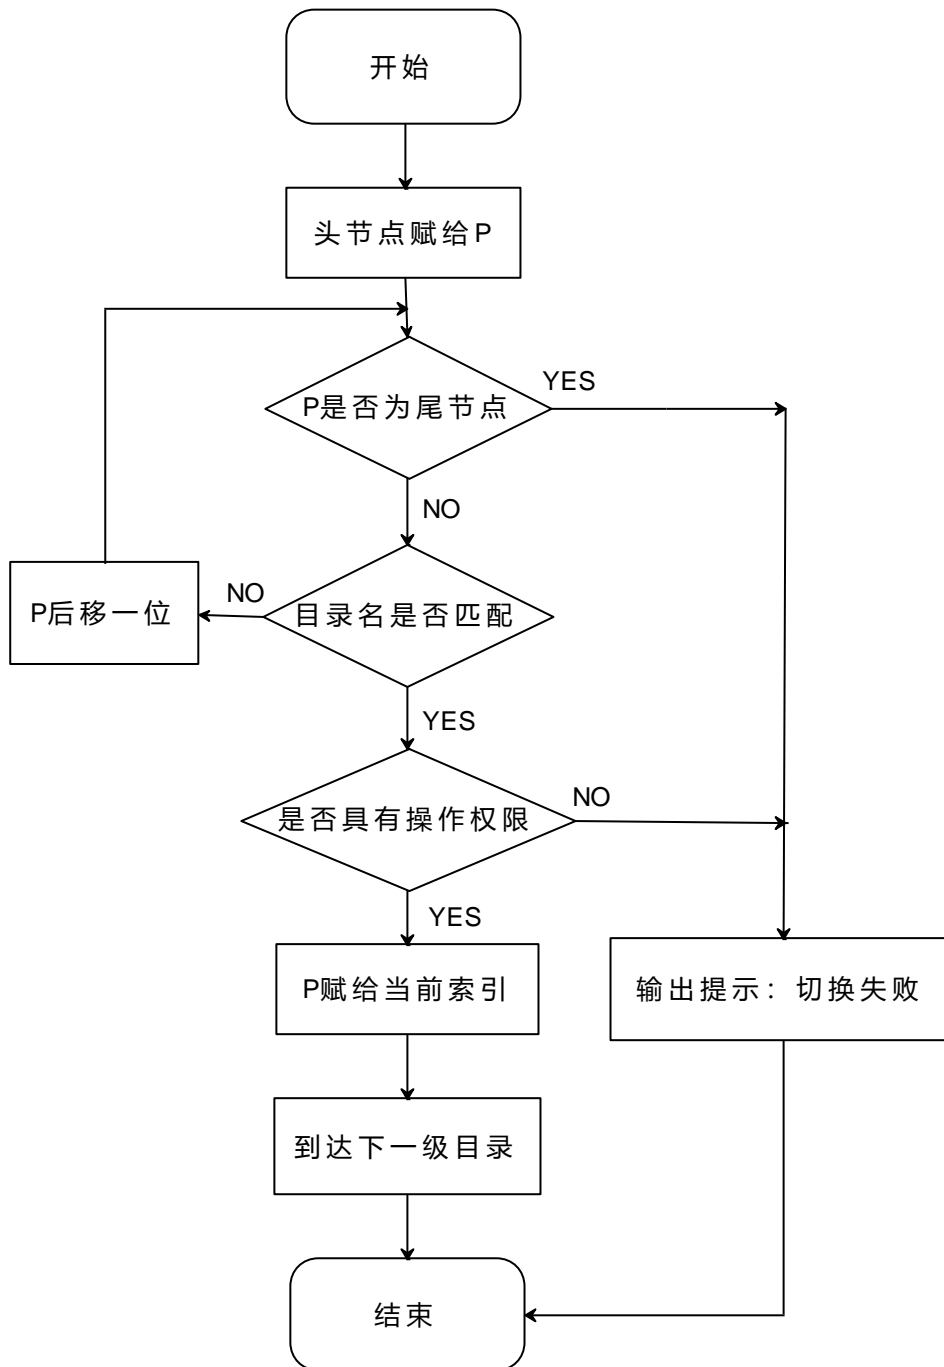 开始
头节点赋给P
YES
P是否为尾节点
NO
NO
目录名是否匹配
P后移一位
YES
NO
是否具有操作权限
YES
P赋给当前索引
输出提示：切换失败
到达下一级目录
结束